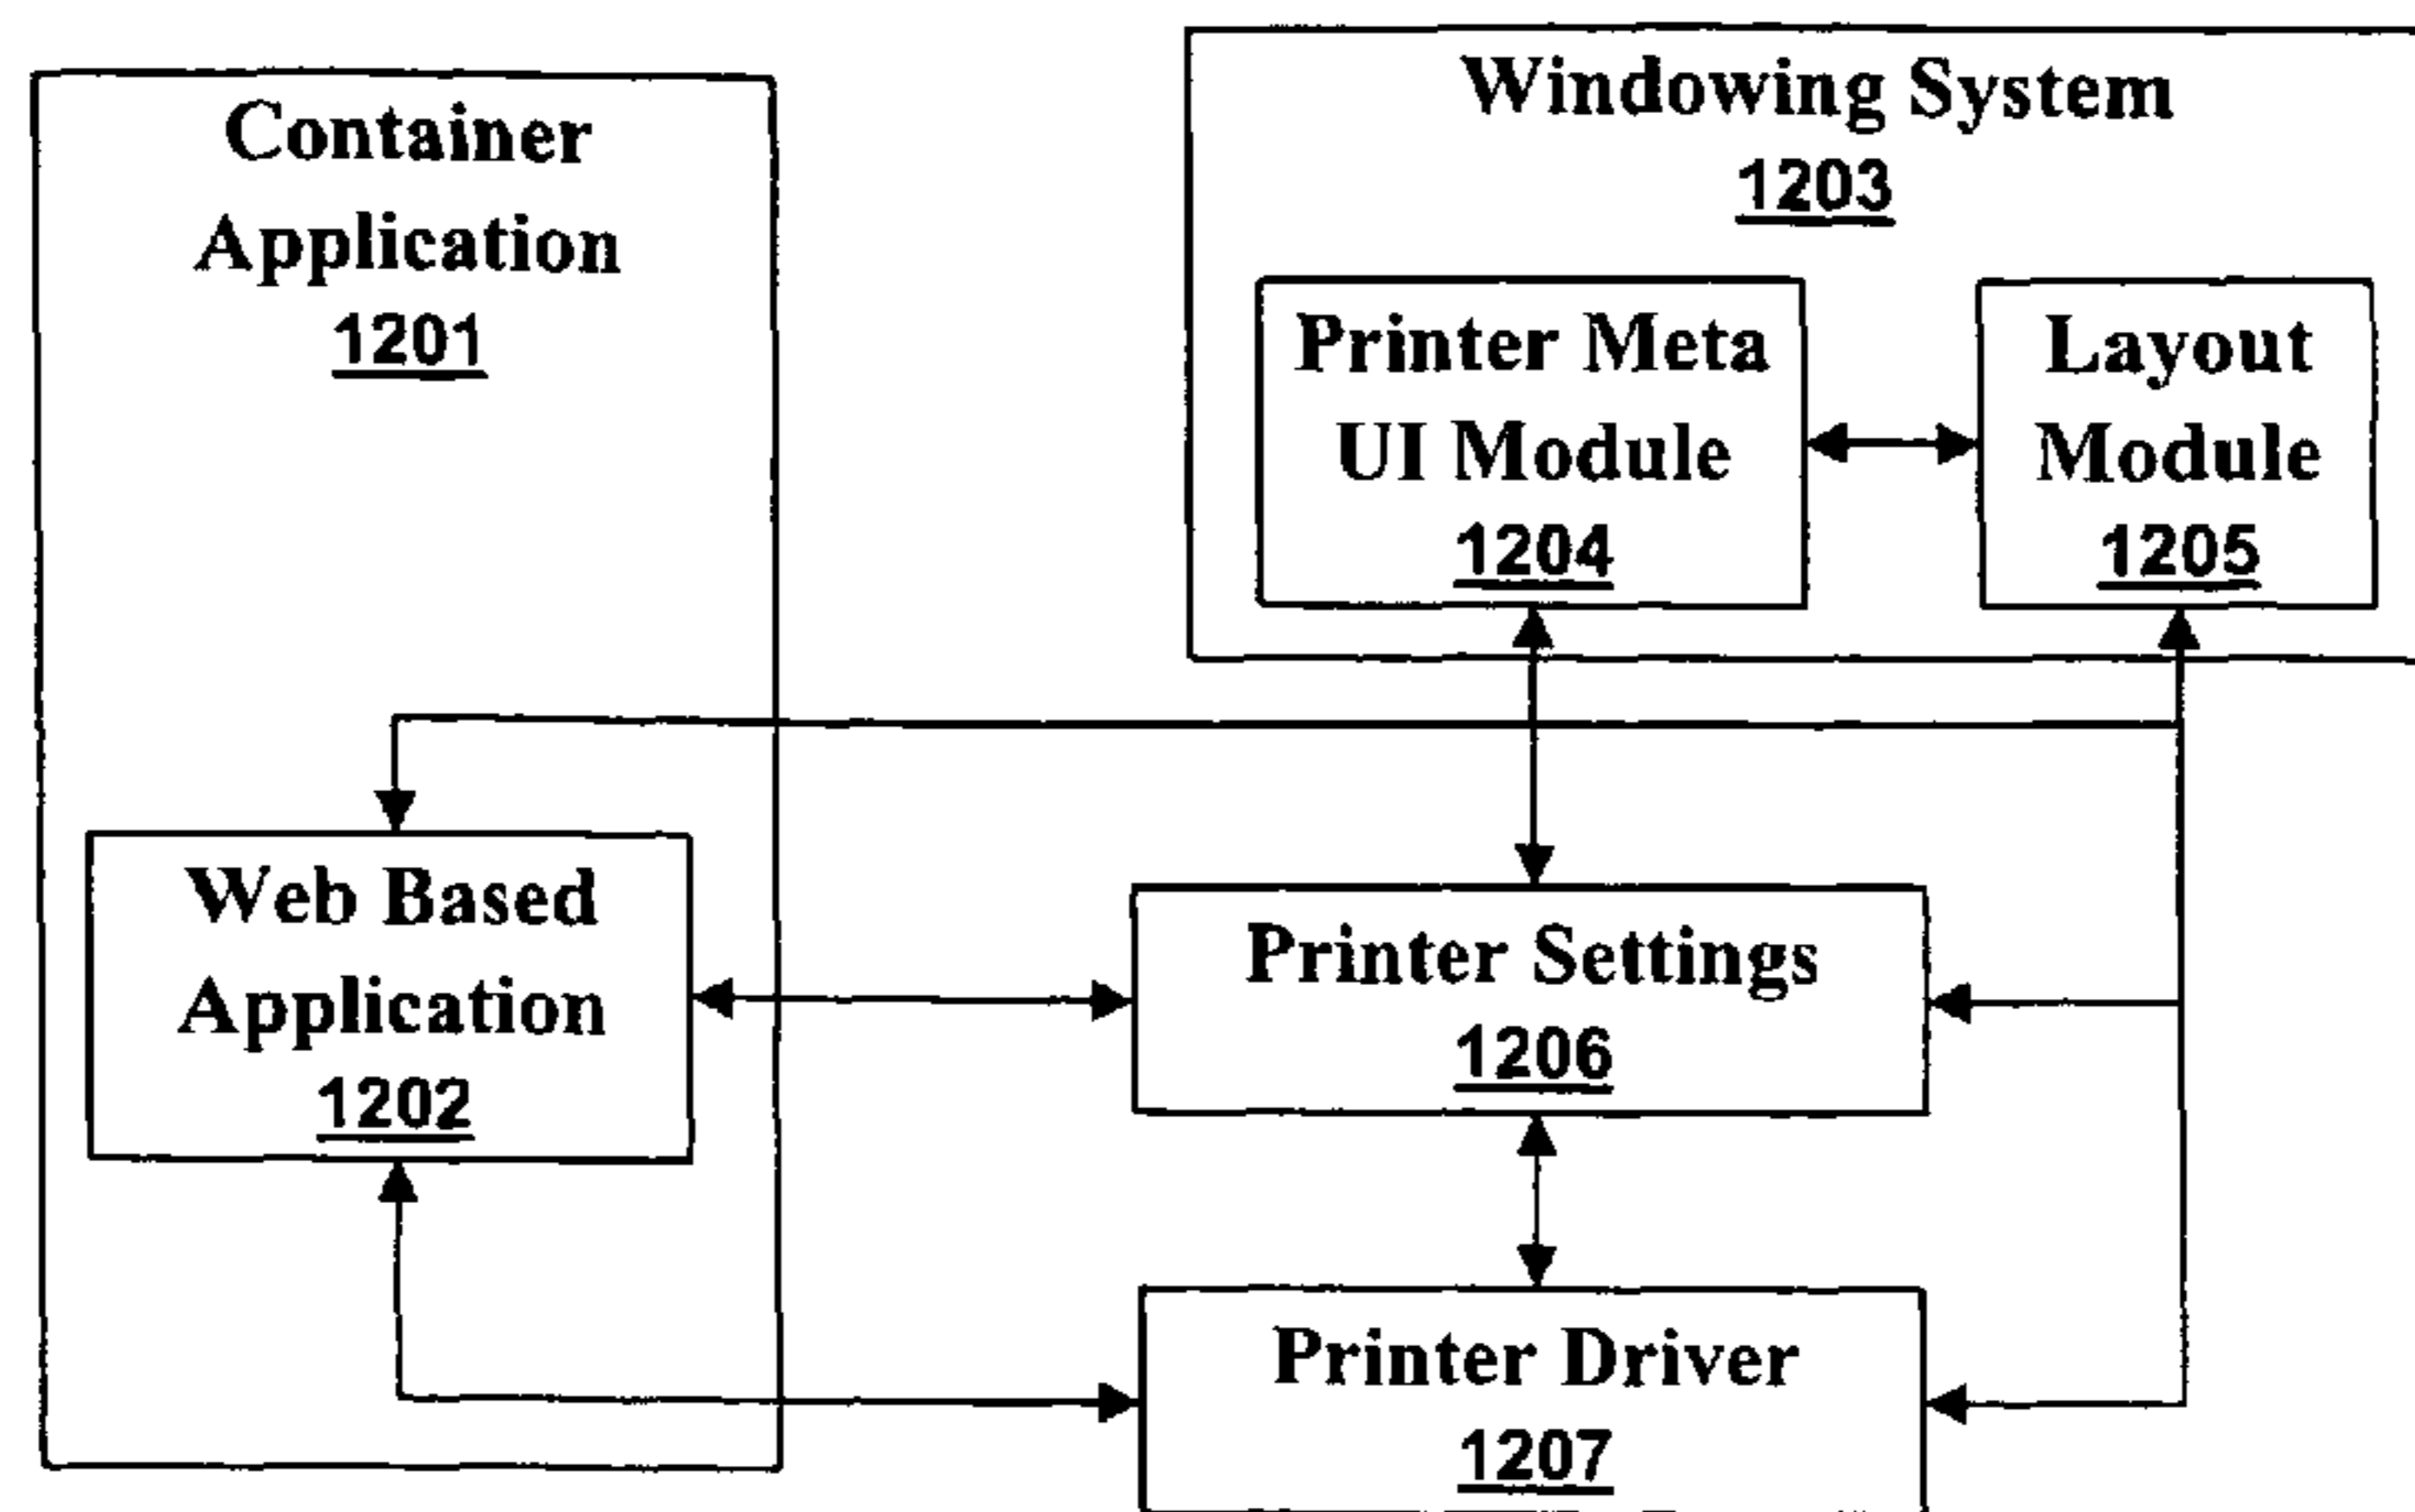 Container
Application
1201
Windowing System
1203
Printer Meta
UI Module
1204
Layout
Module
1205
Web Based
Application
1202
Printer Settings
1206
Printer Driver
1207